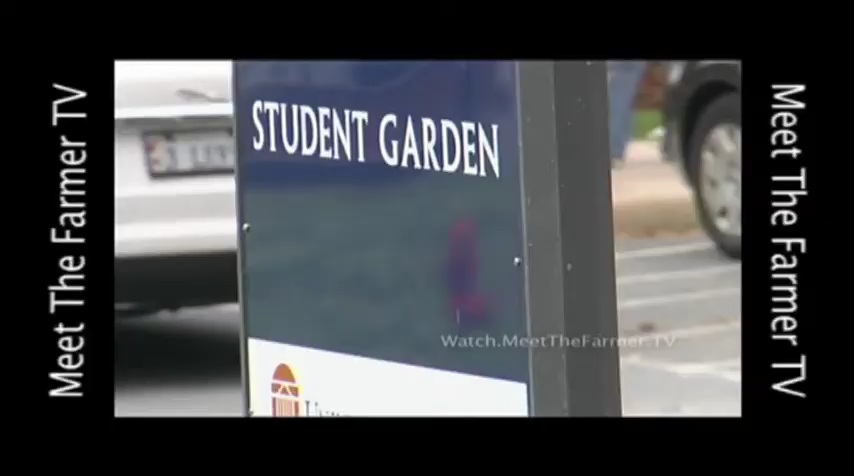 Meet The Farmer TV
STUDENT GARDEN
Watch.MeetTheFarmer.TV
Meet The Farmer TV